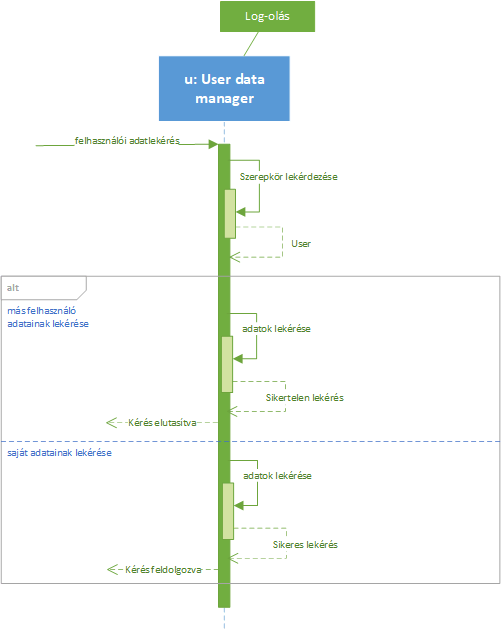 Log-olás
u: User data
manager
felhasználói adatlekérés
Szerepkör lekérdezése
User
alt
más felhasználó
adatainak lekérése
adatok lekérése
Sikertelen lekérés
Kérés elutasítva
saját adatainak lekérése
adatok lekérése
Sikeres lekérés
Kérés feldolgozva